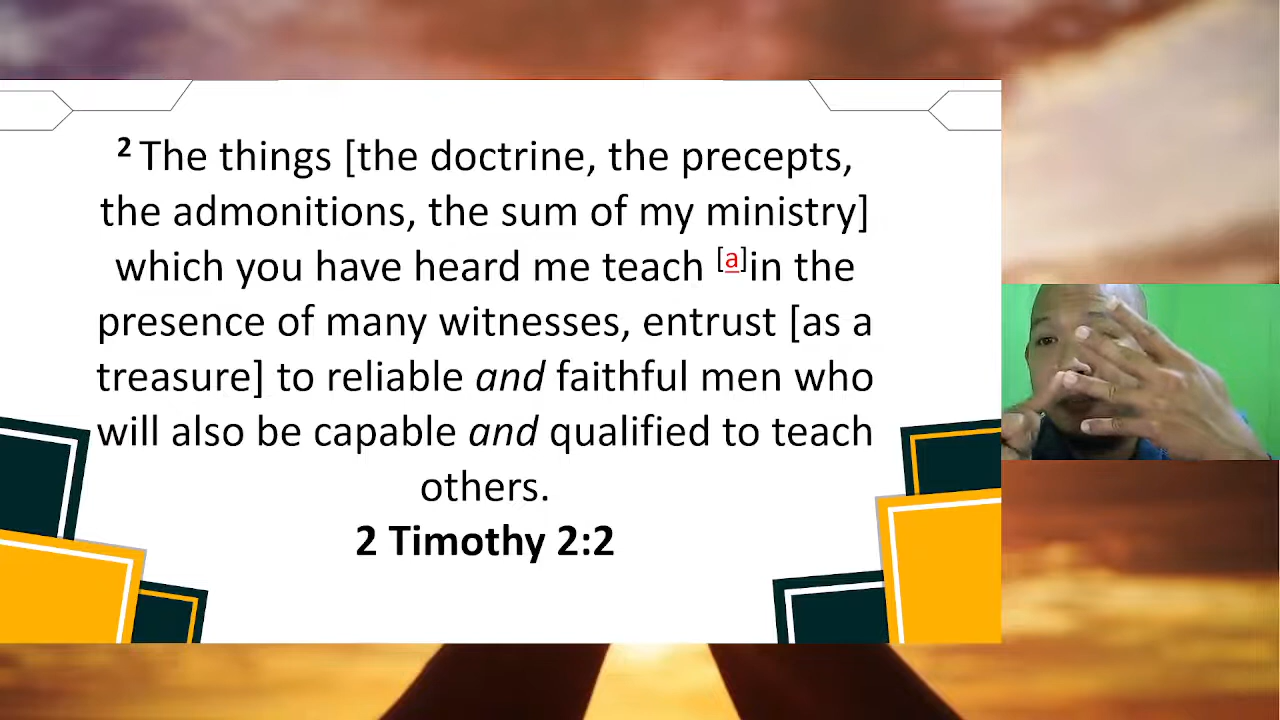 2 The things [the doctrine, the precepts,
the admonitions, the sum of my ministry]
which you have heard me teach [a]in the
presence of many witnesses, entrust [as a
treasure] to reliable and faithful men who
will also be capable and qualified to teach
others.
2 Timothy 2:2